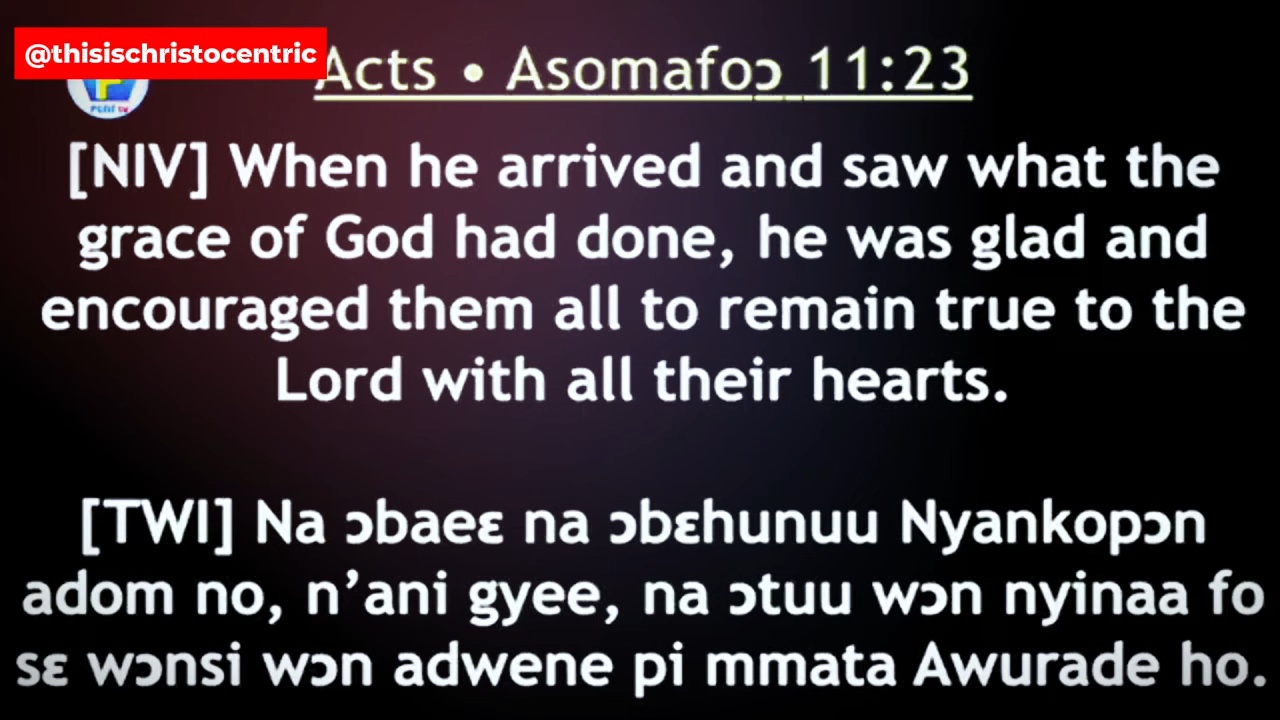 @thisischristocentric
Acts • Asomafoɔ 11:23
[NIV] When he arrived and saw what the
grace of God had done, he was glad and
encouraged them all to remain true to the
Lord with all their hearts.
[TWI] Na ɔbaeɛ na ɔbɛhunuu Nyankopɔn
adom no, n’ani gyee, na ɔtuu wɔn nyinaa fo
sɛ wɔnsi wɔn adwene pi mmata Awurade ho.